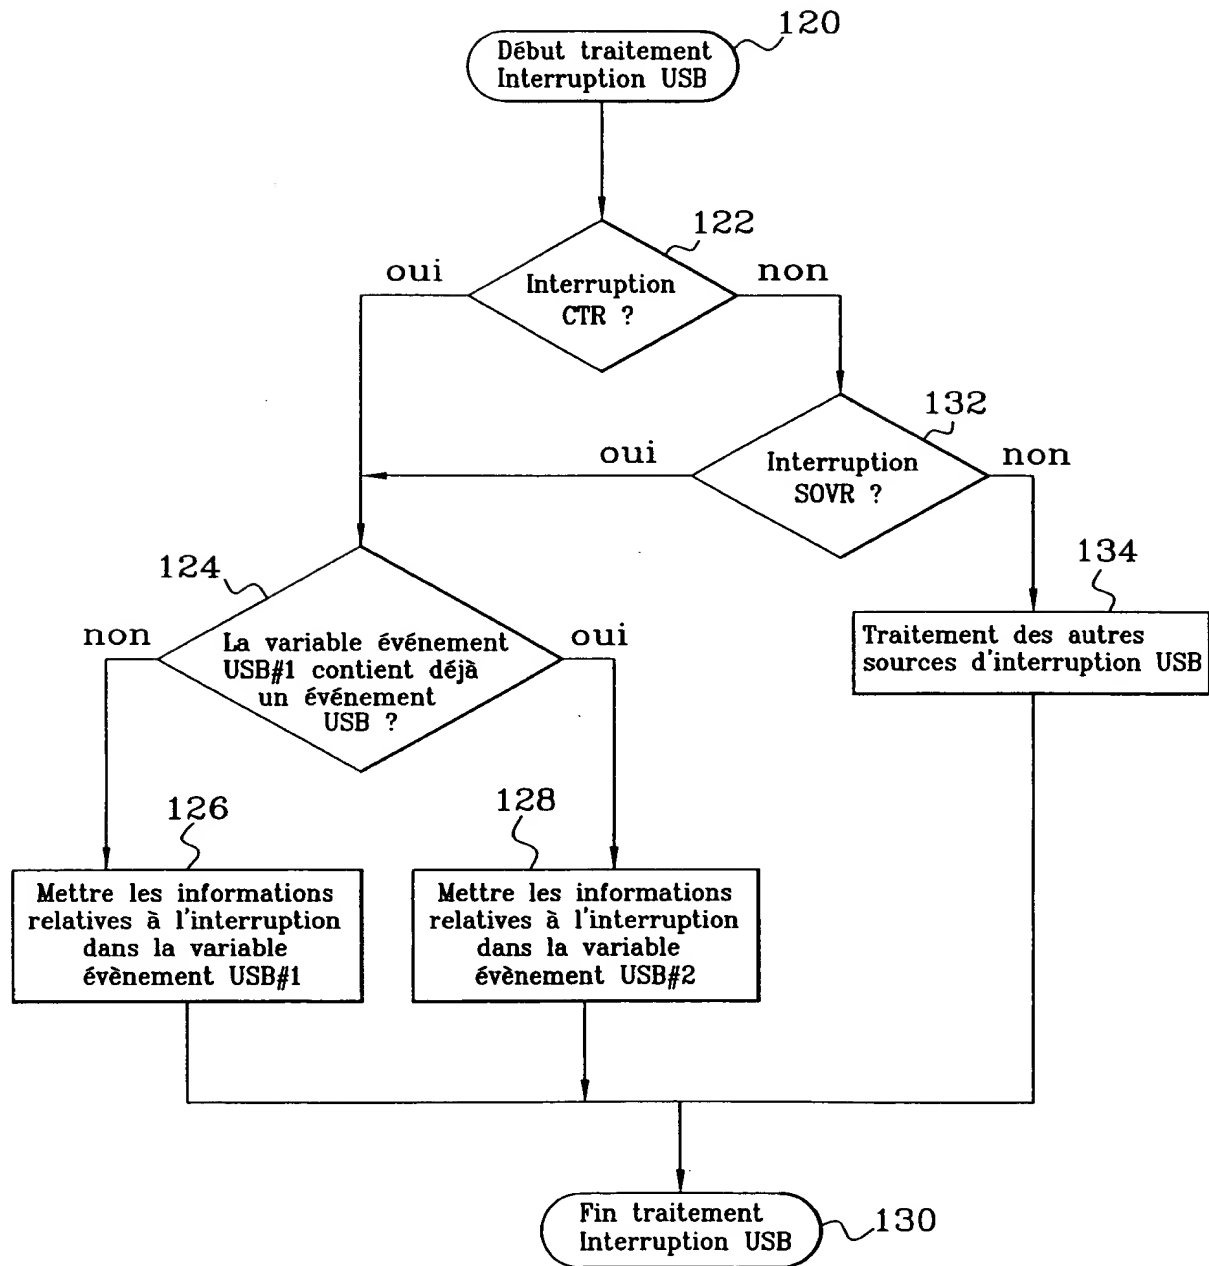 120
Début traitement
Interruption USB
122
oui
non
Interruption
CTR ?
132
oui
non
Interruption
SOVR ?
124
134
non
oui
La variable événement
USB#1 contient déjà
un événement
USB ?
Traitement des autres
sources d'interruption USB
126
128
Mettre les informations
relatives à l'interruption
dans la variable
évènement USB#1
Mettre les informations
relatives à l'interruption
dans la variable
évènement USB#2
Fin traitement
Interruption USB
130